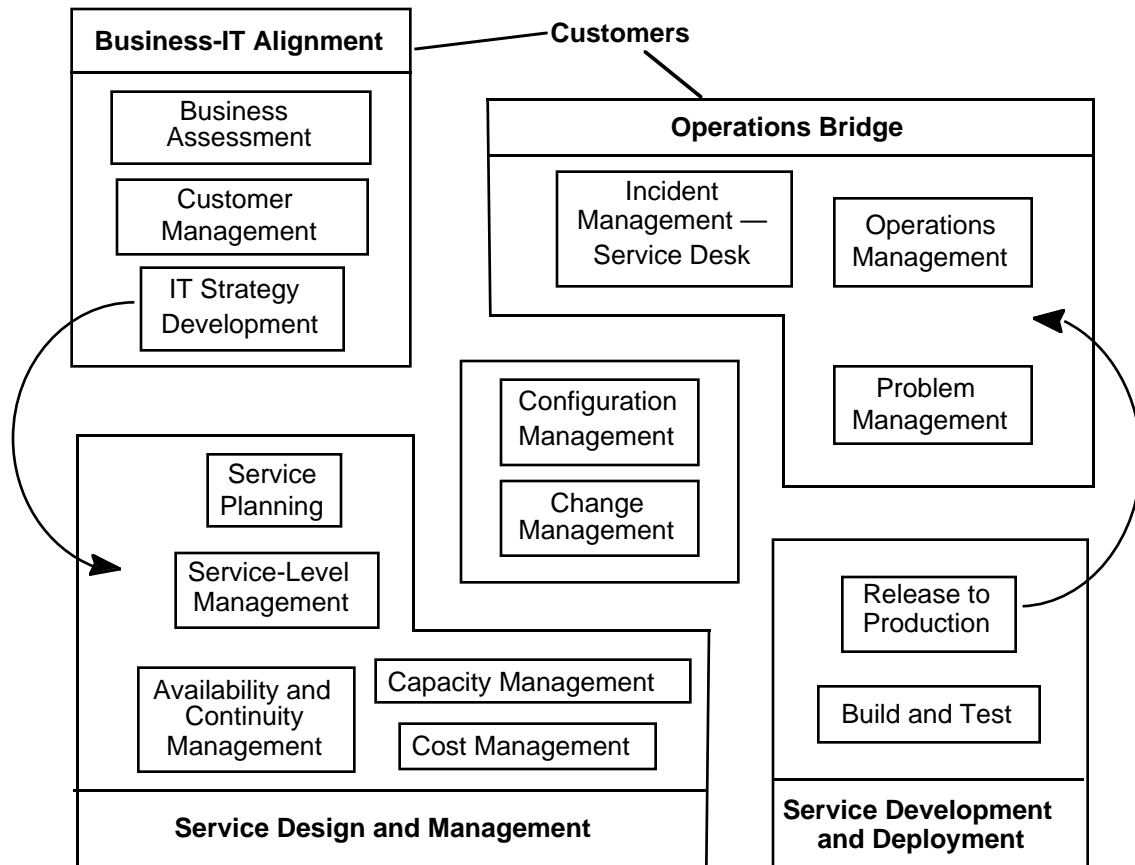 Business-IT Alignment
Customers
Business
Assessment
Customer
Management
IT Strategy
Development
Operations Bridge
Incident
Management —
Service Desk
Operations
Management
Problem
Management
Configuration
Management
Change
Management
Service
Planning
Service-Level
Management
Availability and
Continuity
Management
Capacity Management
Cost Management
Service Design and Management
Release to
Production
Build and Test
Service Development
and Deployment